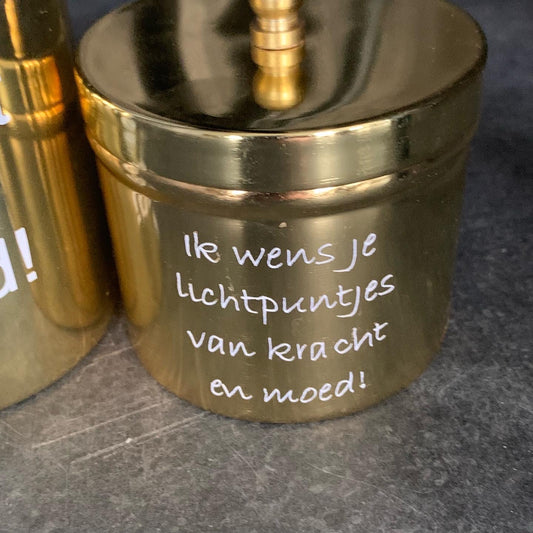 Ik wens je
lichtpuntjes
van kracht
en moed!
d!